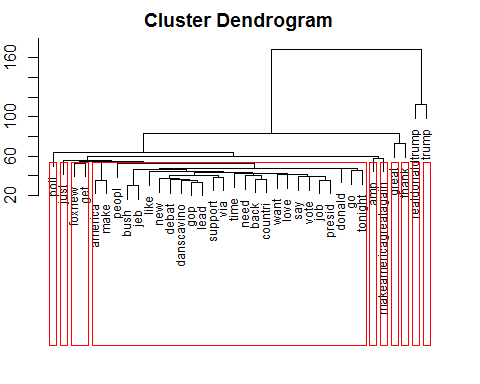 Cluster Dendrogram
160
100
60
20
poll
just
foxnew
get
america
make
peopl
bush
jeb
like
new
debat
danscavino
gop
lead
support
via
time
need
back
countri
want
love
say
vote
job
presid
donald
go
tonight
amp
makeamericagreatagain
great
thank
realdonaldtrump
trump